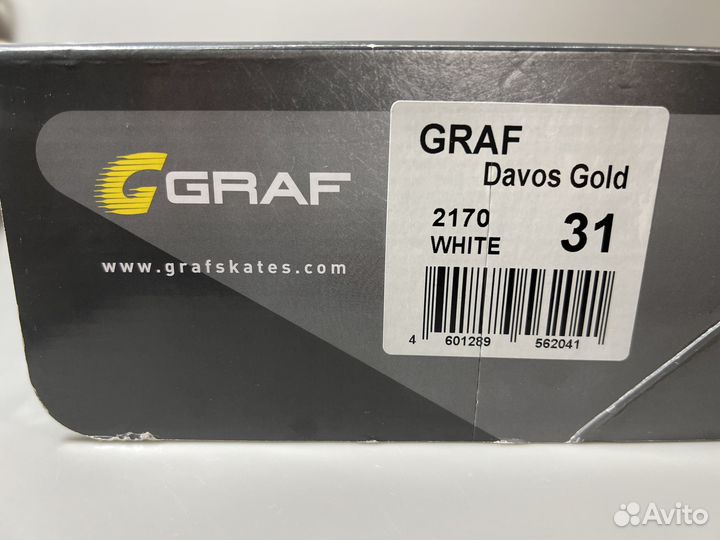 GRAF
www.grafskates.com
GRAF
Davos Gold
2170
WHITE
31
4 601289 562041
Avito